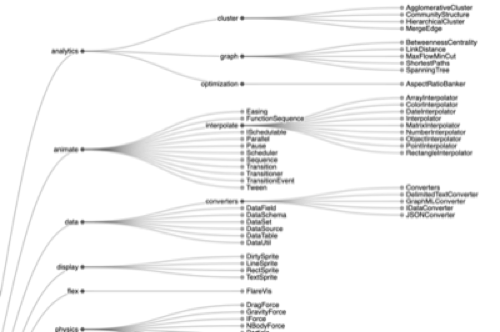 AgglomerativeCluster
CommunityStructure
cluster
HierarchicalCluster
MergeEdge
BetweennessCentrality
analytics
LinkDistance
graph
MaxFlowMinCut
ShortestPaths
SpanningTree
optimization
AspectRatioBanker
ArrayInterpolator
ColorInterpolator
Easing
DateInterpolator
FunctionSequence
Interpolator
interpolate
MatrixInterpolator
ISchedulable
NumberInterpolator
Parallel
ObjectInterpolator
Pause
PointInterpolator
animate
Scheduler
RectangleInterpolator
Sequence
Transition
Transitioner
TransitionEvent
Tween
Converters
DelimitedTextConverter
converters
GraphMLConverter
DataField
IDataConverter
DataSchema
JSONConverter
data
DataSet
DataSource
DataTable
DataUtil
DirtySprite
LineSprite
display
RectSprite
TextSprite
flex
FlareVis
DragForce
GravityForce
IForce
physics
NBodyForce